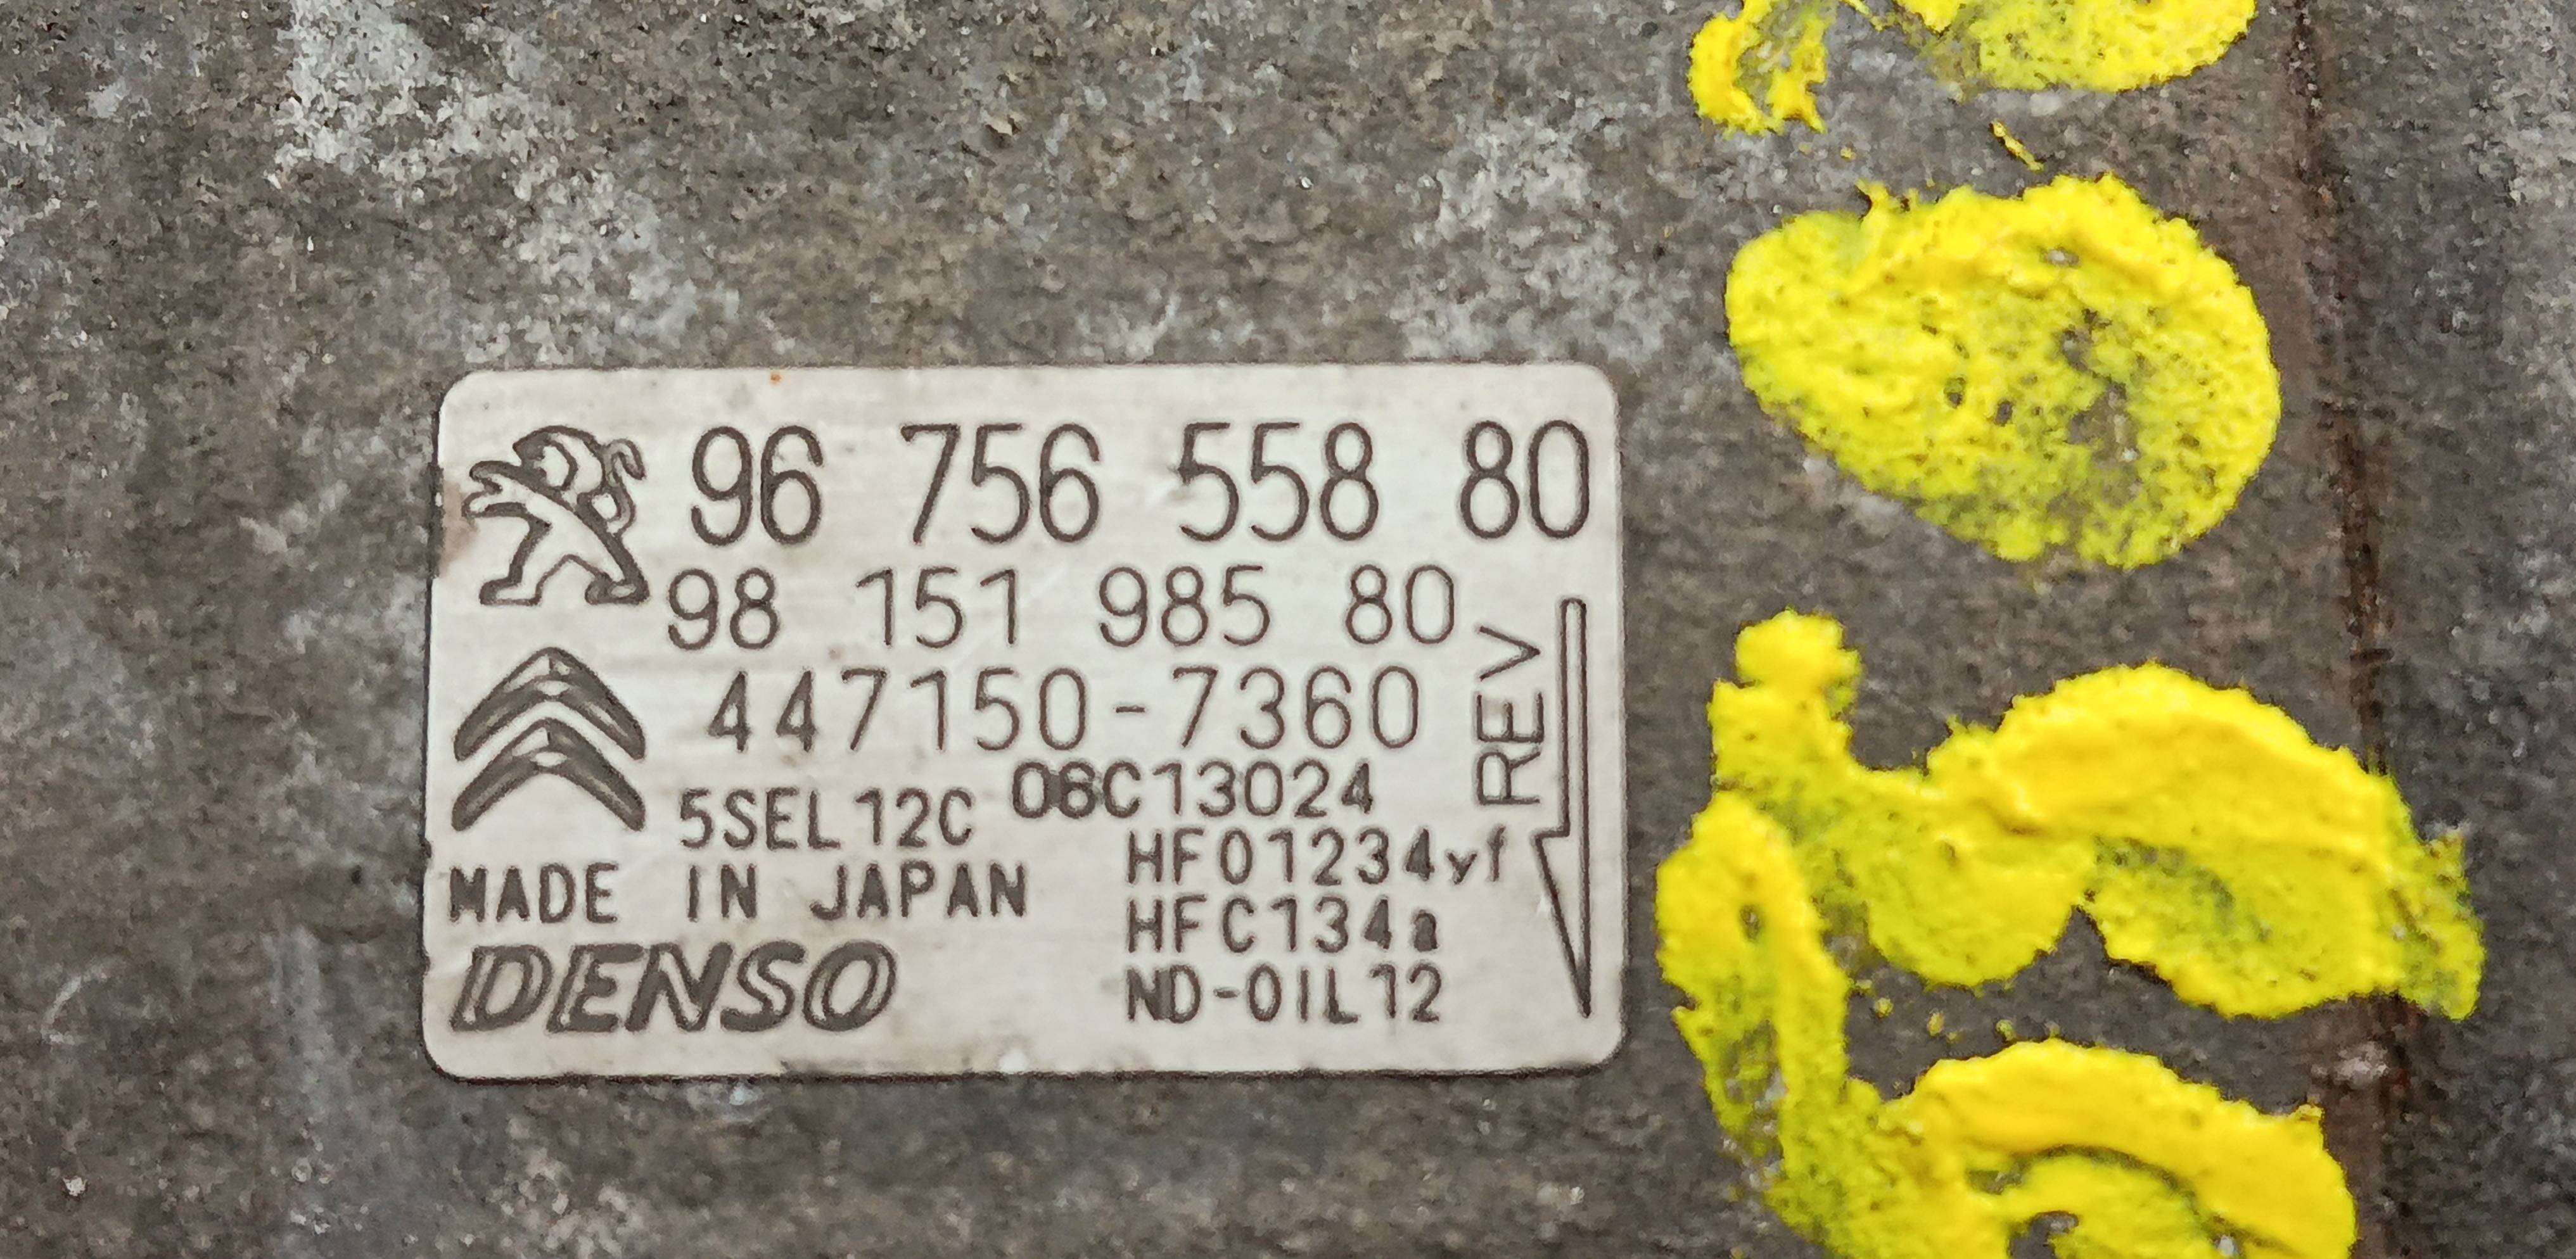 96 756 558 80
98 151 985 80
447150-7360
5SEL12C 08C13024
HFO1234yf
MADE IN JAPAN
HFC134a
DENSO
ND-OIL12
REV